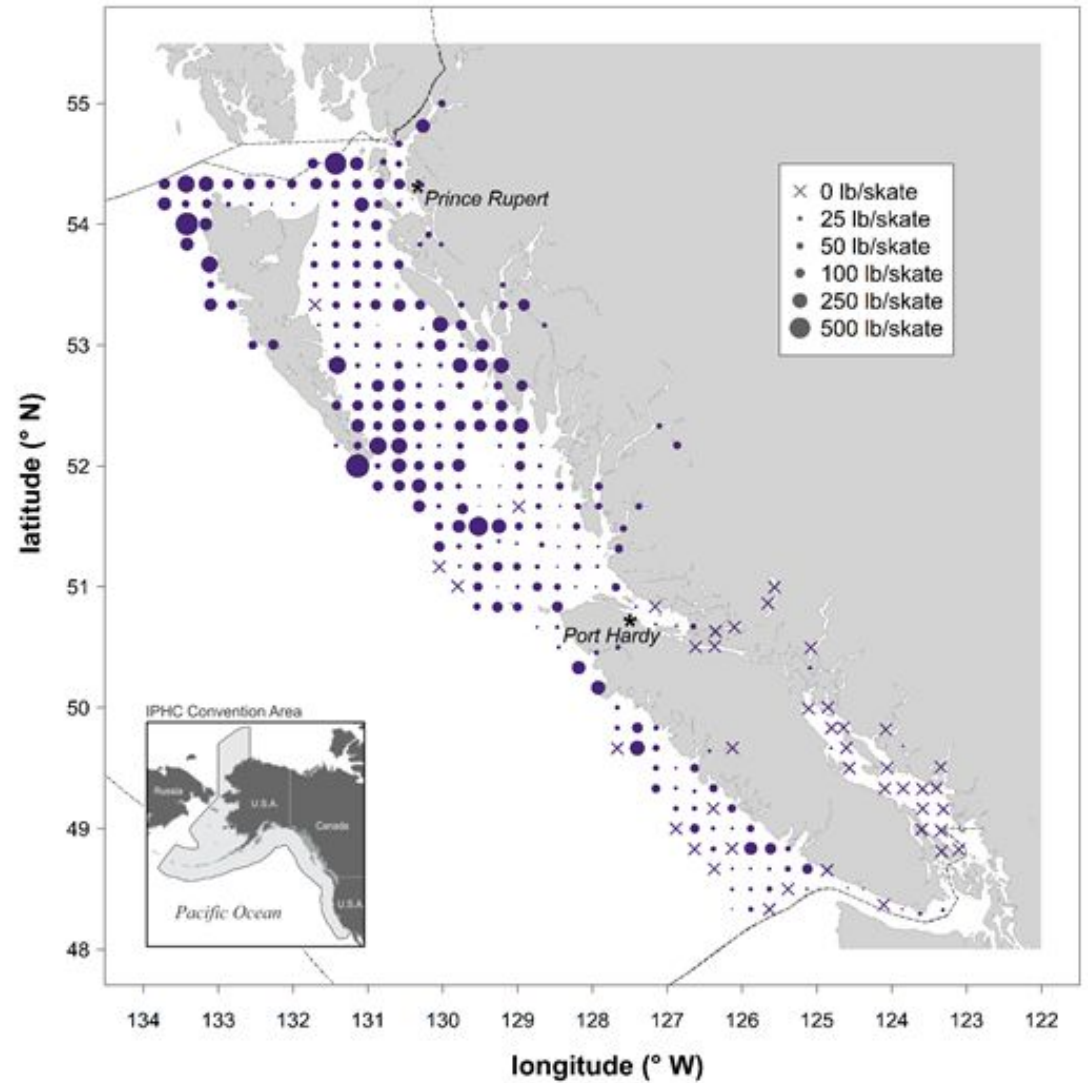 55
54
53
52
51
50
49
48
latitude (° N)
Prince Rupert
0 lb/skate
25 lb/skate
50 lb/skate
100 lb/skate
250 lb/skate
500 lb/skate
Port Hardy
IPHC Convention Area
Russia
U.S.A.
Canada
U.S.A.
Pacific Ocean
134 133 132 131 130 129 128 127 126 125 124 123 122
longitude (° W)